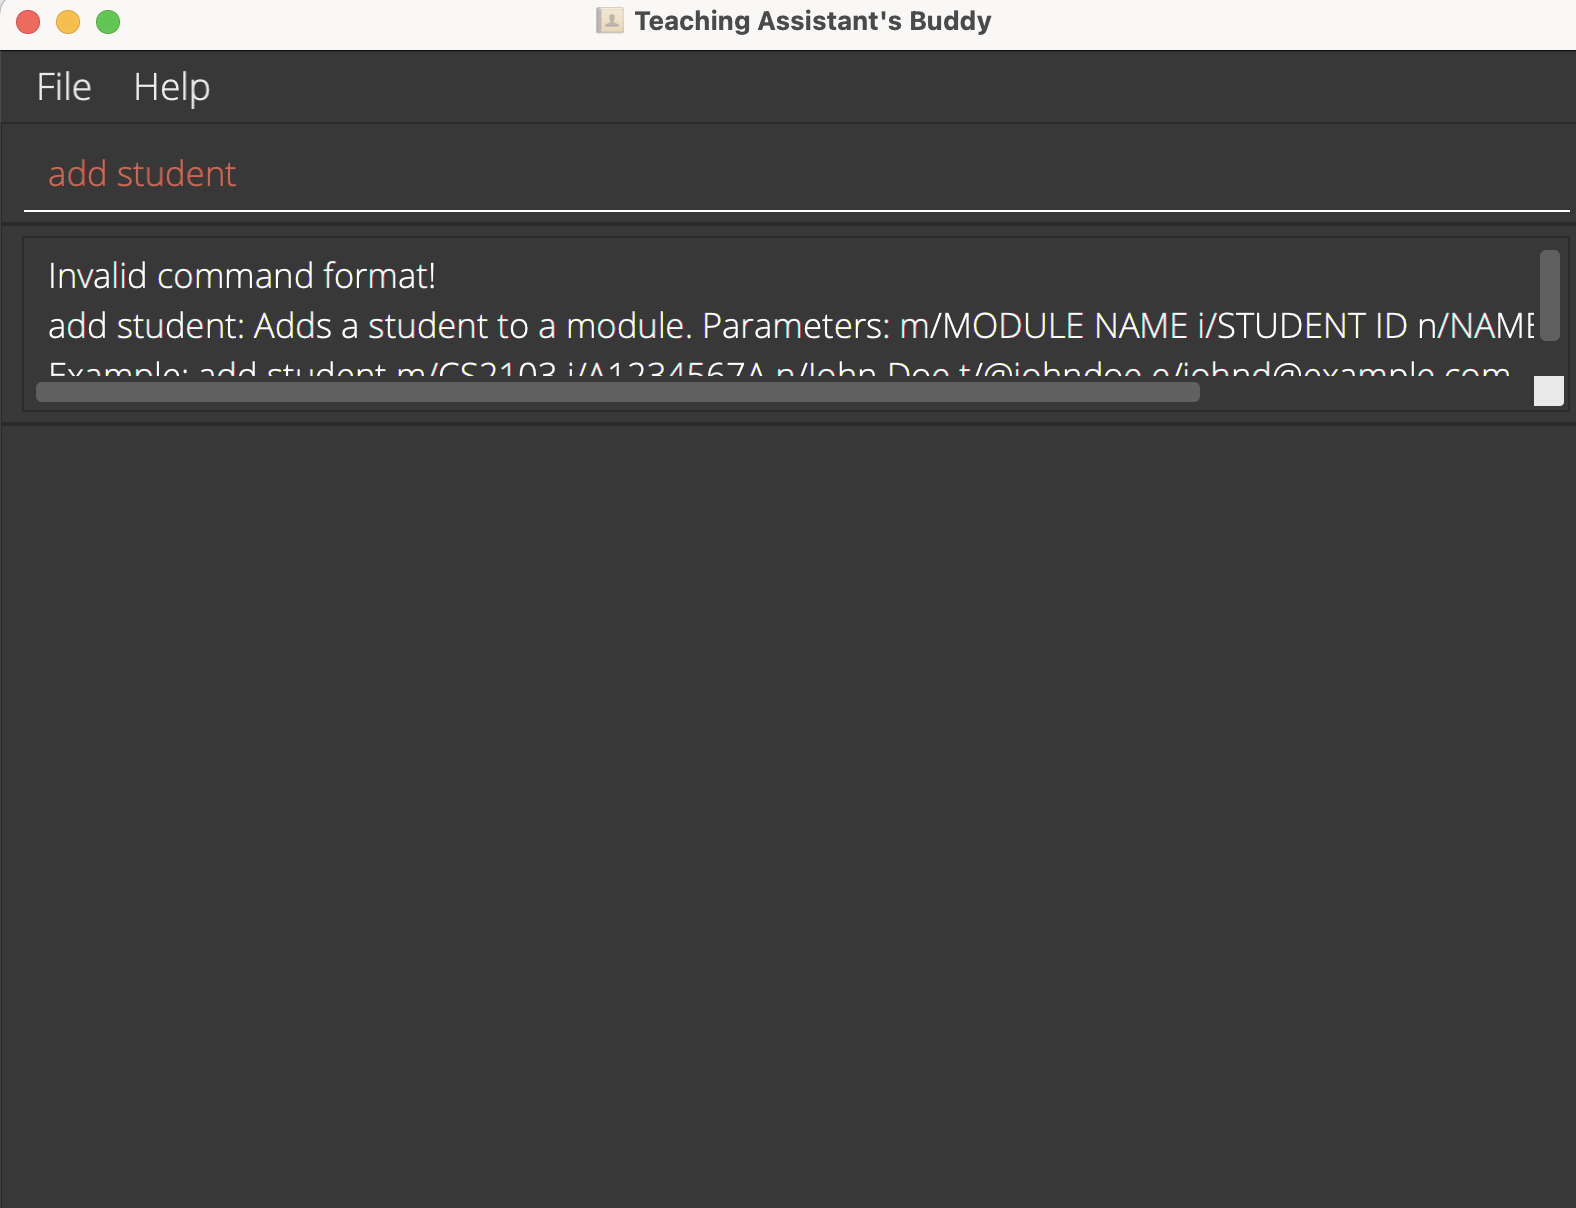 Teaching Assistant's Buddy
File Help
add student
Invalid command format!
add student: Adds a student to a module. Parameters: m/MODULE NAME i/STUDENT ID n/NAME
Example: add student m/CS2103 i/A1234567A n/John Doe t/@johndoe e/johnd@example.com